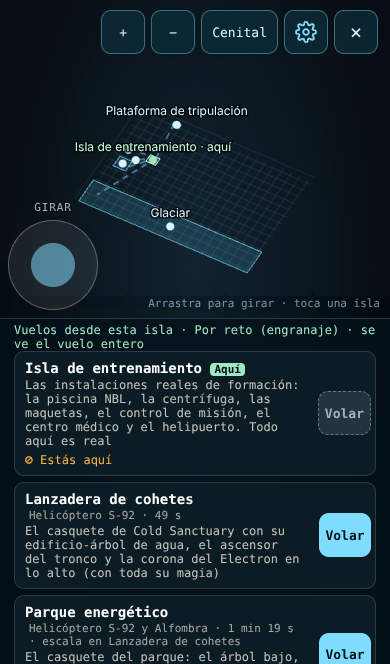 +
−
Cenital
×
Plataforma de tripulación
Isla de entrenamiento · aquí
Glaciar
GIRAR
Arrastra para girar · toca una isla
Vuelos desde esta isla · Por reto (engranaje) · se
ve el vuelo entero
Isla de entrenamiento Aquí
Las instalaciones reales de formación:
la piscina NBL, la centrífuga, las
maquetas, el control de misión, el
centro médico y el helipuerto. Todo
aquí es real
⊘ Estás aquí
Volar
Lanzadera de cohetes
Helicóptero S-92 · 49 s
El casquete de Cold Sanctuary con su
edificio-árbol de agua, el ascensor
del tronco y la corona del Electron en
lo alto (con toda su magia)
Volar
Parque energético
Helicóptero S-92 y Alfombra · 1 min 19 s
· escala en Lanzadera de cohetes
El casquete del parque: el árbol bajo,
Volar